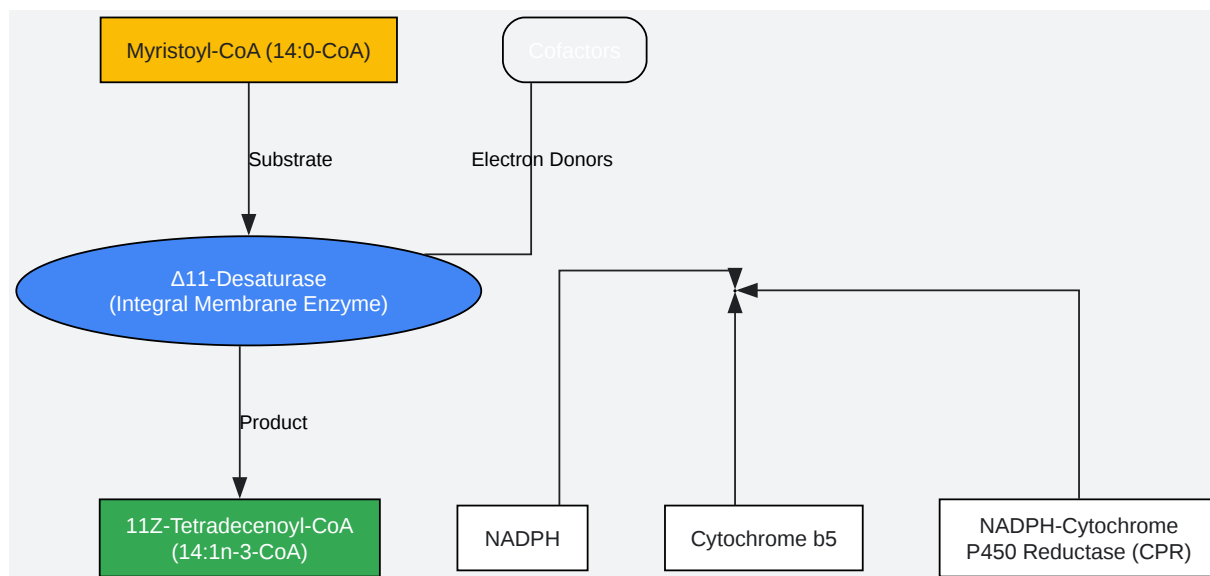 Myristoyl-CoA (14:0-CoA)
Cofactors
Substrate
Electron Donors
Δ11-Desaturase
(Integral Membrane Enzyme)
Product
11Z-Tetradecenoyl-CoA
(14:1n-3-CoA)
NADPH
Cytochrome b5
NADPH-Cytochrome
P450 Reductase (CPR)